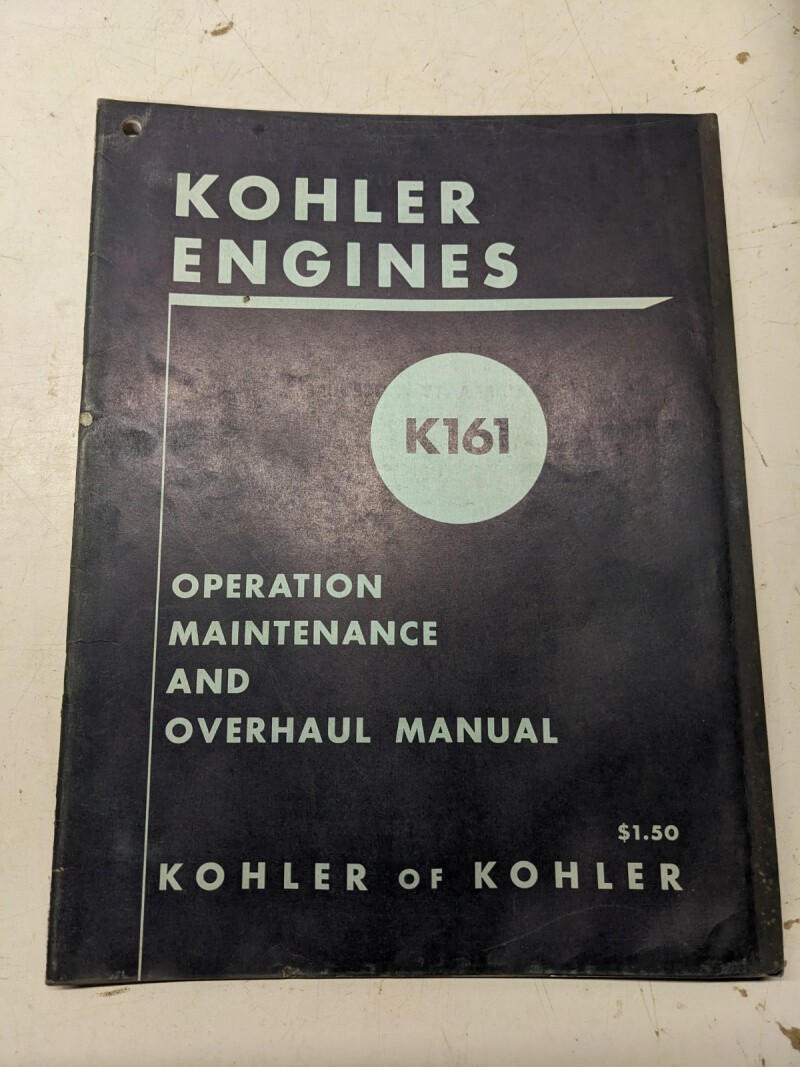 KOHLER
ENGINES
K161
OPERATION
MAINTENANCE
AND
OVERHAUL MANUAL
$1.50
KOHLER OF KOHLER